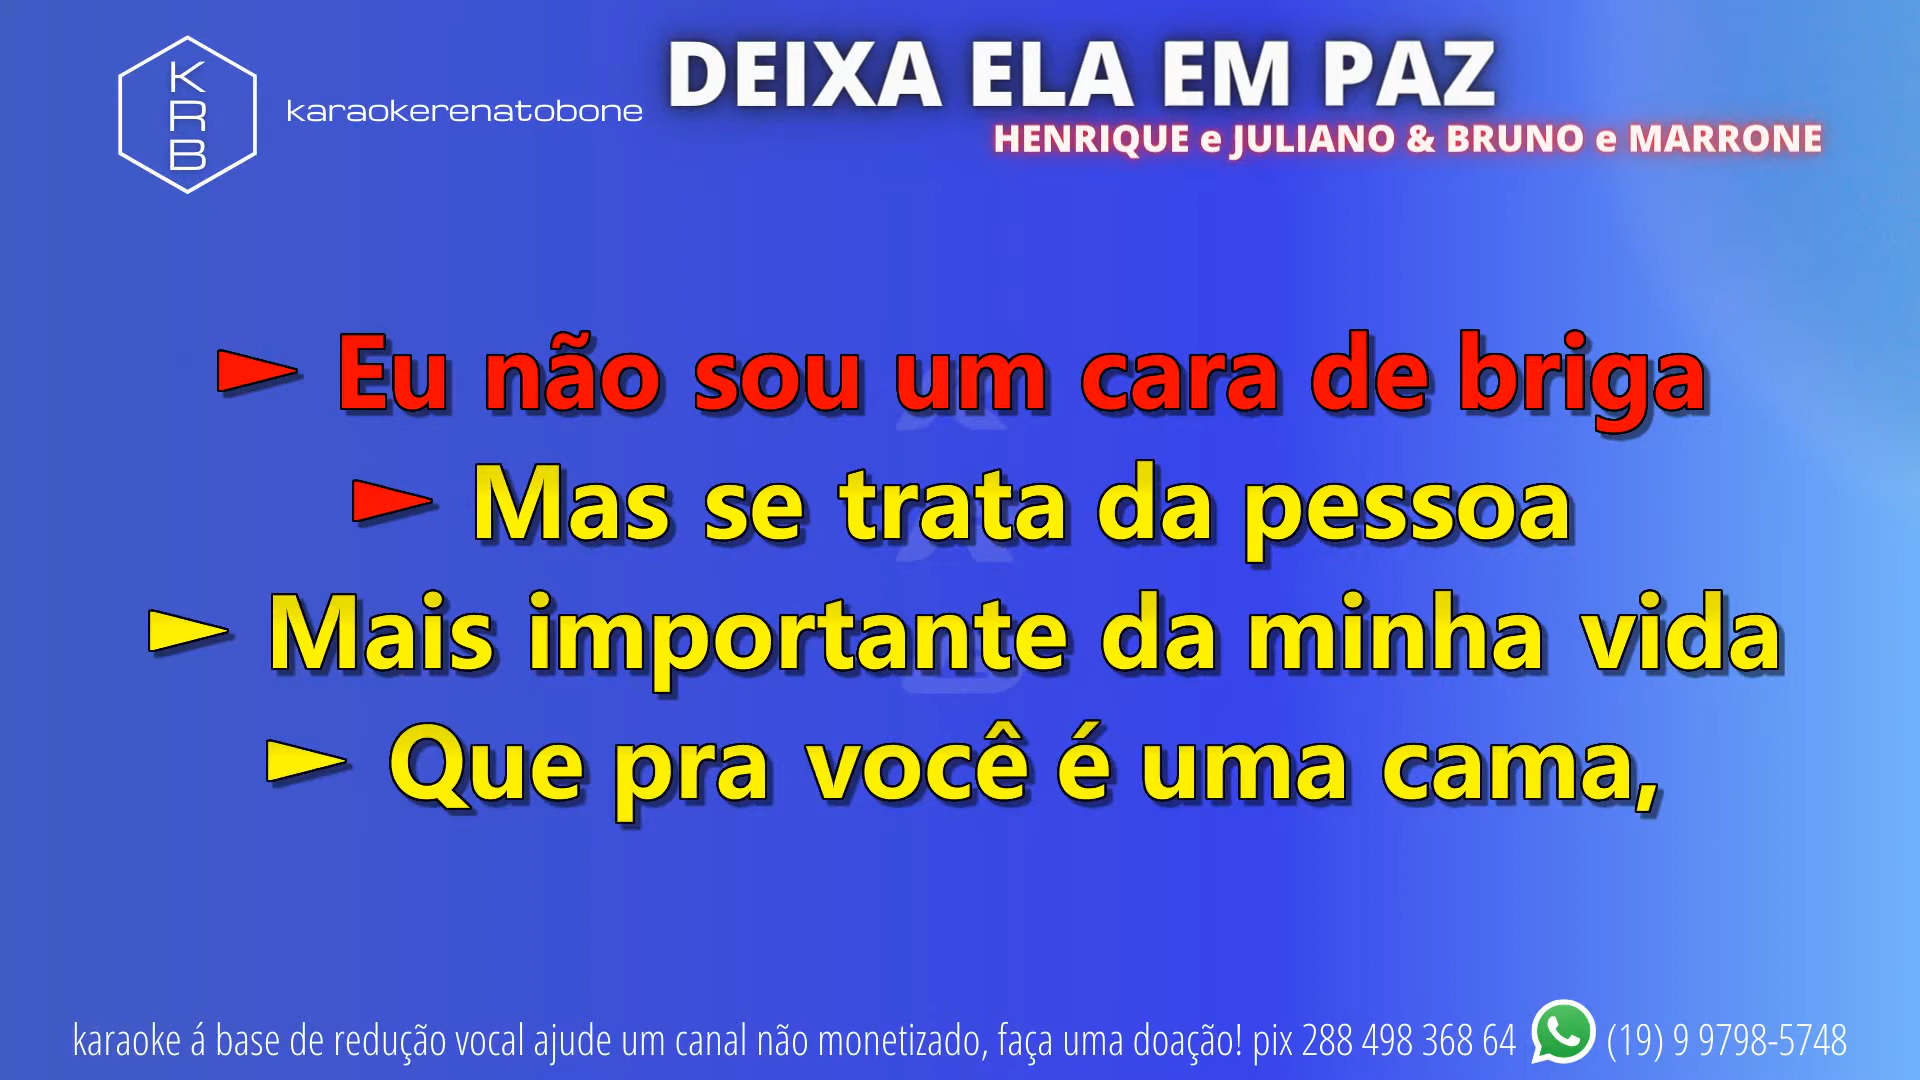 K
R
B
karaokerenatobone
DEIXA ELA EM PAZ
HENRIQUE e JULIANO & BRUNO e MARRONE
► Eu não sou um cara de briga
► Mas se trata da pessoa
► Mais importante da minha vida
► Que pra você é uma cama,
karaoke á base de redução vocal ajude um canal não monetizado, faça uma doação! pix 288 498 368 64 (19) 9 9798-5748